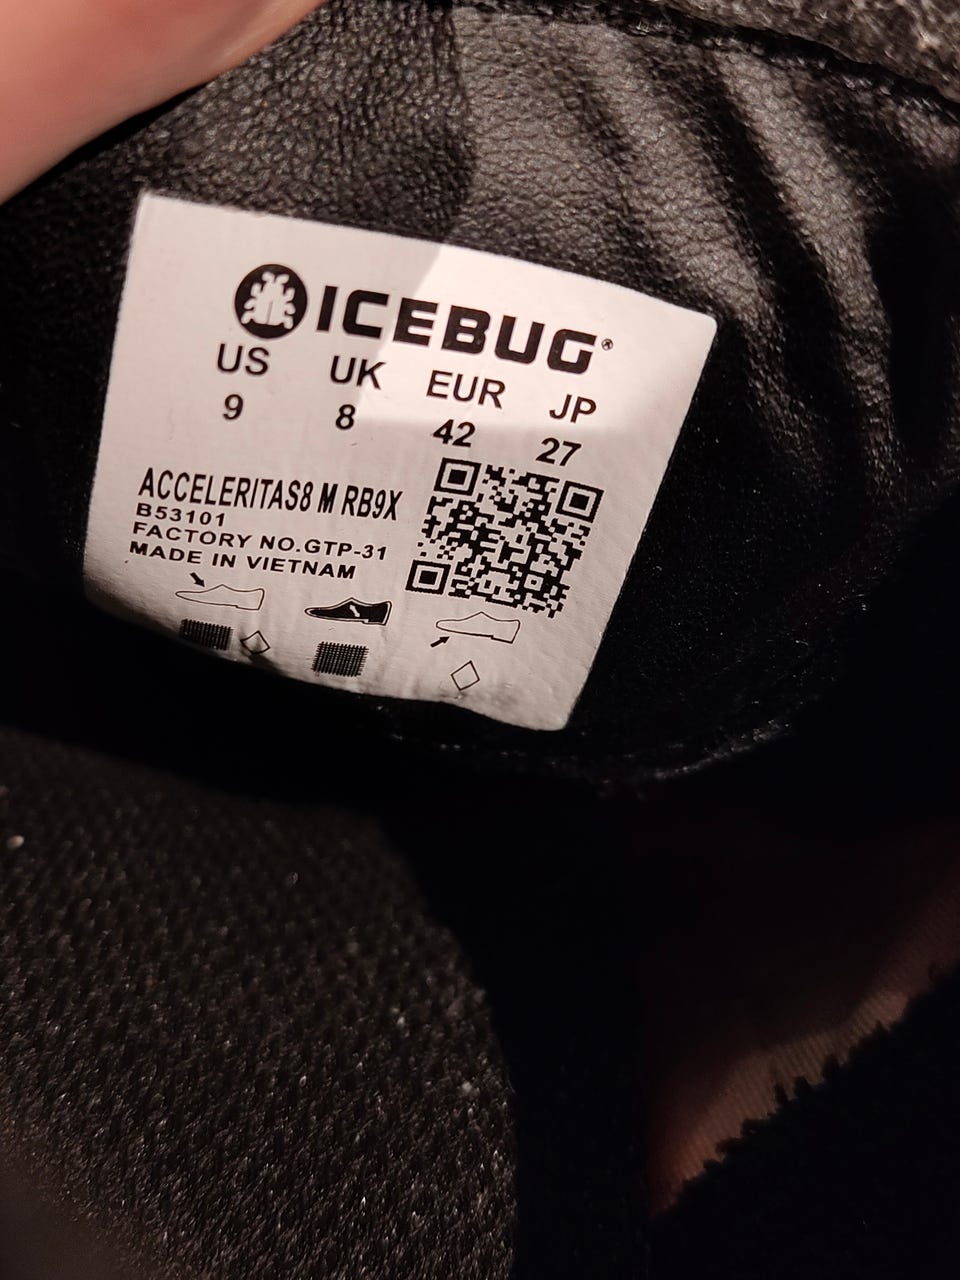 ICEBUG®
US UK EUR JP
9 8 42 27
ACCELERITAS8 M RB9X
B53101
FACTORY NO.GTP-31
MADE IN VIETNAM